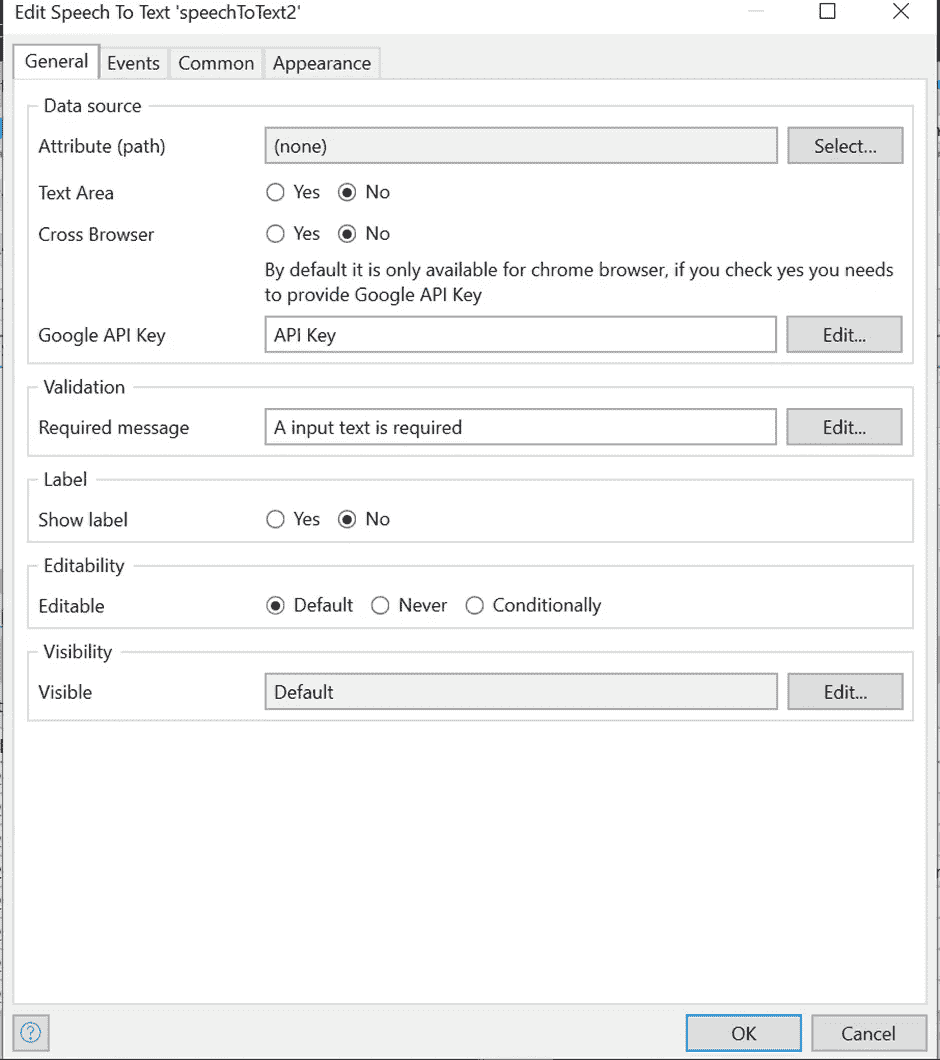 Edit Speech To Text 'speechToText2'
General Events Common Appearance
Data source
Attribute (path) (none) Select...
Text Area Yes No
Cross Browser Yes No
By default it is only available for chrome browser, if you check yes you needs
to provide Google API Key
Google API Key API Key Edit...
Validation
Required message A input text is required Edit...
Label
Show label Yes No
Editability
Editable Default Never Conditionally
Visibility
Visible Default Edit...
? OK Cancel